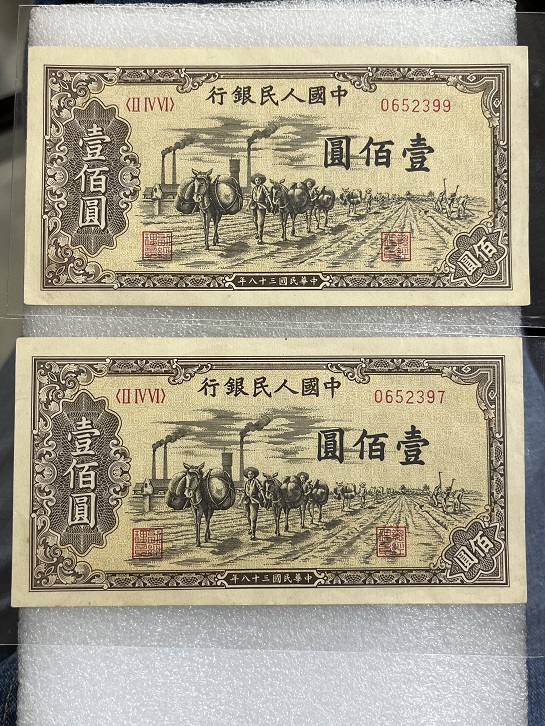 行銀民人國中
〈II IV VI〉
0652399
圓佰壹
壹佰圓
佰圓
年八十三國民華中
行銀民人國中
〈II IV VI〉
0652397
圓佰壹
壹佰圓
佰圓
年八十三國民華中